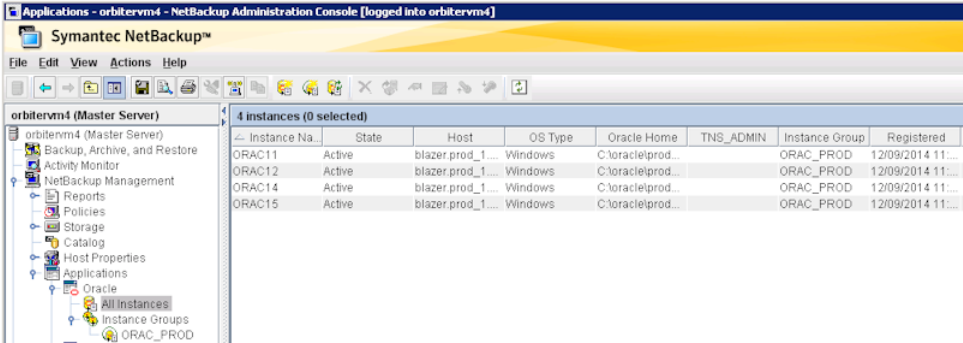 Applications - orbitervm4 - NetBackup Administration Console [logged into orbitervm4]
Symantec NetBackup™
File Edit View Actions Help
orbitervm4 (Master Server)
4 instances (0 selected)
orbitervm4 (Master Server)
Backup, Archive, and Restore
Activity Monitor
NetBackup Management
Reports
Policies
Storage
Catalog
Host Properties
Applications
Oracle
All Instances
Instance Groups
ORAC_PROD
Instance Na... State Host OS Type Oracle Home TNS_ADMIN Instance Group Registered
ORAC11 Active blazer.prod_1.... Windows C:\oracle\prod... ORAC_PROD 12/09/2014 11:...
ORAC12 Active blazer.prod_1.... Windows C:\oracle\prod... ORAC_PROD 12/09/2014 11:...
ORAC14 Active blazer.prod_1.... Windows C:\oracle\prod... ORAC_PROD 12/09/2014 11:...
ORAC15 Active blazer.prod_1.... Windows C:\oracle\prod... ORAC_PROD 12/09/2014 11:...